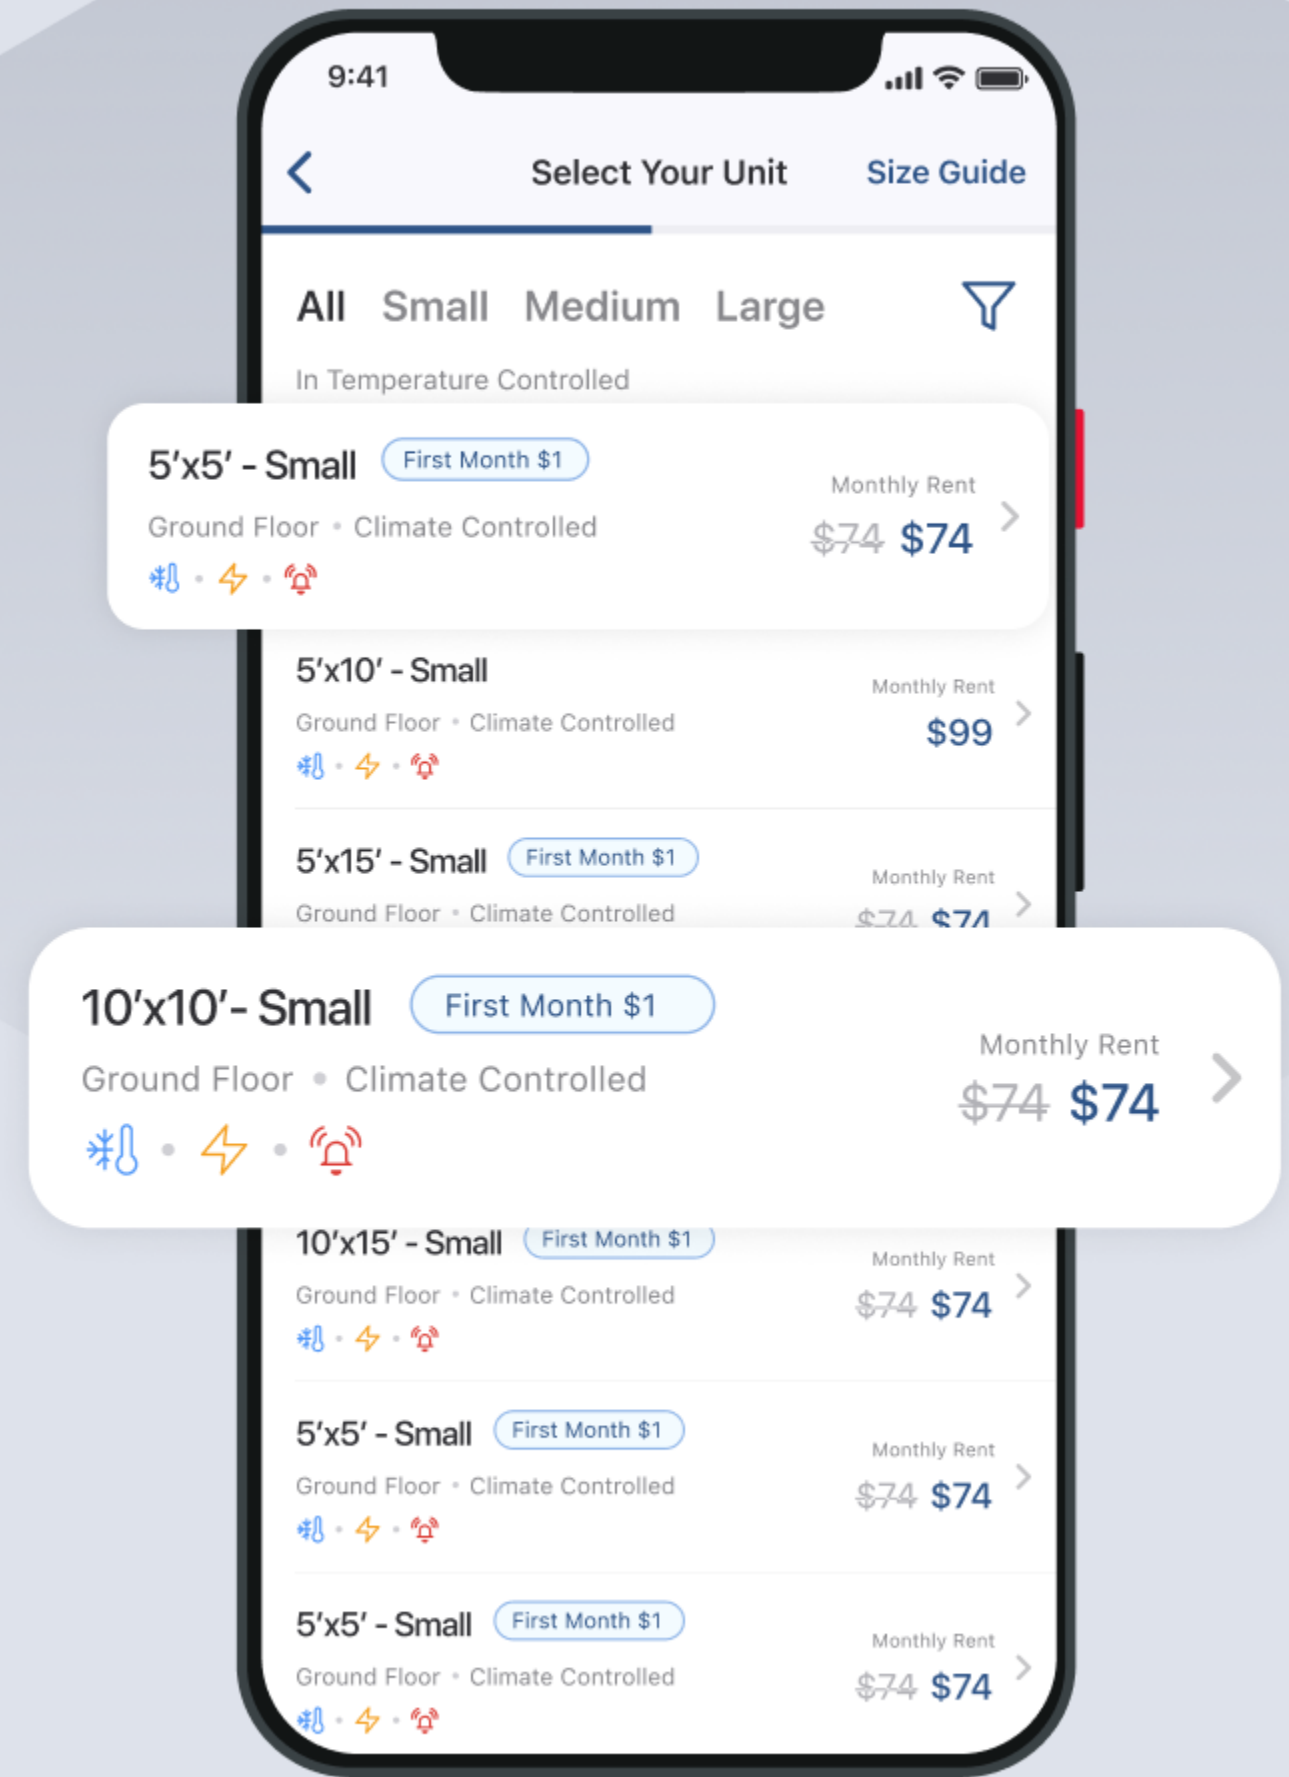 9:41
Select Your Unit Size Guide
All Small Medium Large
In Temperature Controlled
5'x5' - Small First Month $1
Monthly Rent
Ground Floor • Climate Controlled
$74 $74
5'x10' - Small
Monthly Rent
Ground Floor • Climate Controlled
$99
5'x15' - Small First Month $1
Monthly Rent
Ground Floor • Climate Controlled
$74 $74
10'x10'- Small First Month $1
Monthly Rent
Ground Floor • Climate Controlled
$74 $74
10'x15' - Small First Month $1
Monthly Rent
Ground Floor • Climate Controlled
$74 $74
5'x5' - Small First Month $1
Monthly Rent
Ground Floor • Climate Controlled
$74 $74
5'x5' - Small First Month $1
Monthly Rent
Ground Floor • Climate Controlled
$74 $74